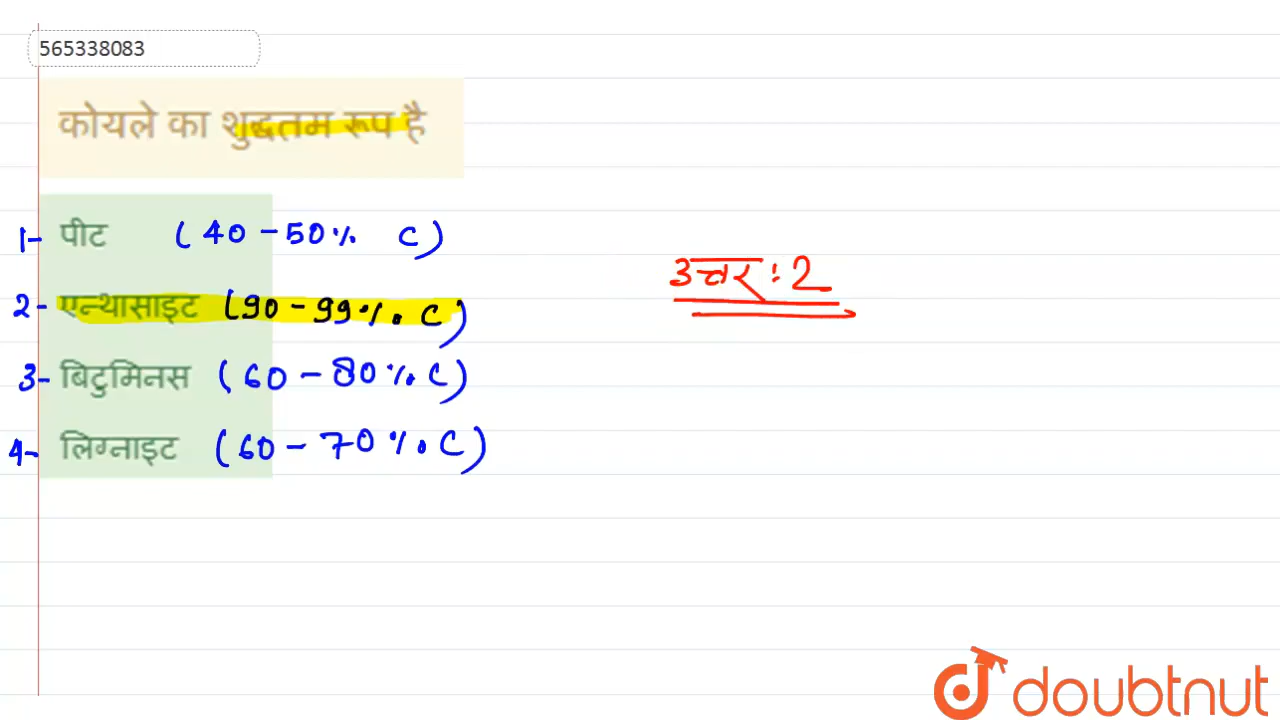 565338083
कोयले का शुद्धतम रूप है
1- पीट (40-50% C)
2- एन्थासाइट (90-99% C)
उत्तर : 2
3- बिटुमिनस (60-80% C)
4- लिग्नाइट (60-70% C)
doubtnut